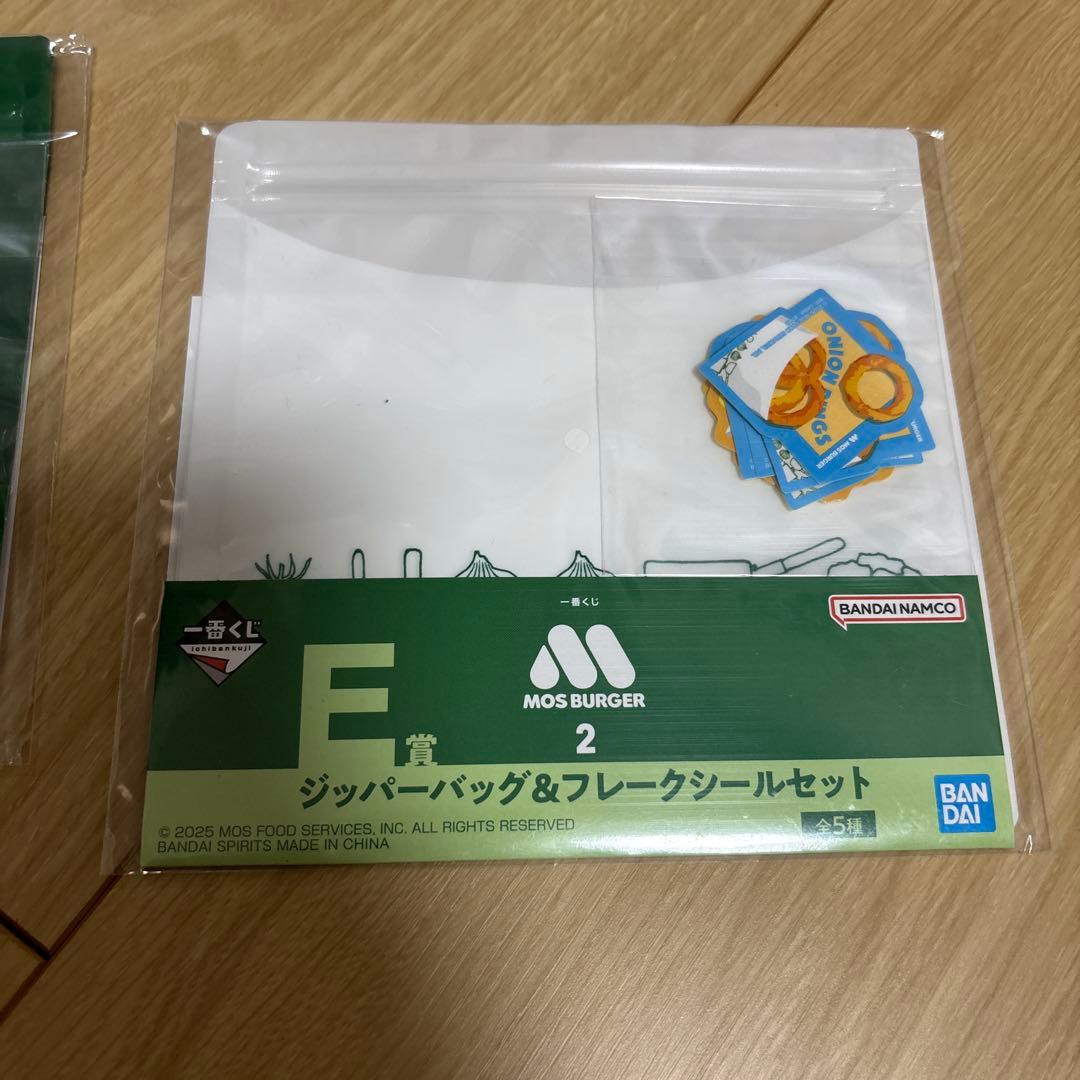 ONION RINGS
MOS BURGER
一番くじ
BANDAI NAMCO
一番くじ
ichibankuji
MOS BURGER
2
E賞
ジッパーバッグ&フレークシールセット
BAN
DAI
全5種
© 2025 MOS FOOD SERVICES, INC. ALL RIGHTS RESERVED
BANDAI SPIRITS MADE IN CHINA